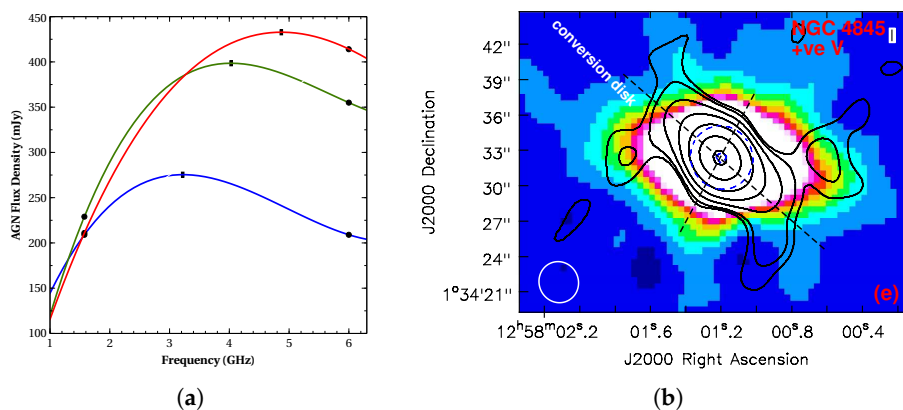 450
400
350
300
250
200
150
100
AGN Flux Density (mJy)
1 2 3 4 5 6
Frequency (GHz)
(a)
NGC 4845
+ve V
conversion disk
J2000 Declination
42''
39''
36''
33''
30''
27''
24''
1°34'21''
(e)
12ʰ58ᵐ02ˢ.2 01ˢ.6 01ˢ.2 00ˢ.8 00ˢ.4
J2000 Right Ascension
(b)